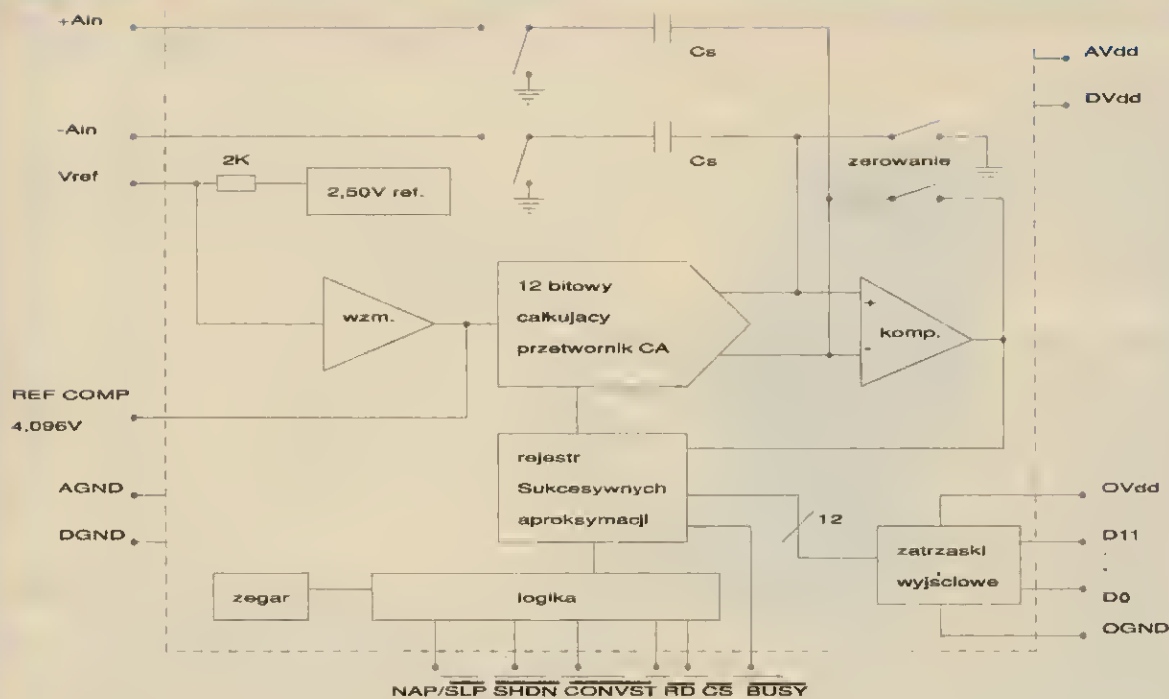 +Ain
Cs
AVdd
DVdd
-Ain
Cs
zerowanie
Vref
2K
2,50V ref.
12 bitowy
całkujący
przetwornik CA
wzm.
+
komp.
-
REF COMP
4,096V
rejestr
Sukcesywnych
aproksymacji
AGND
DGND
12
OVdd
D11
zatrzaski
wyjściowe
D0
OGND
zegar
logika
NAP/SLP SHDN CONVST RD CS BUSY